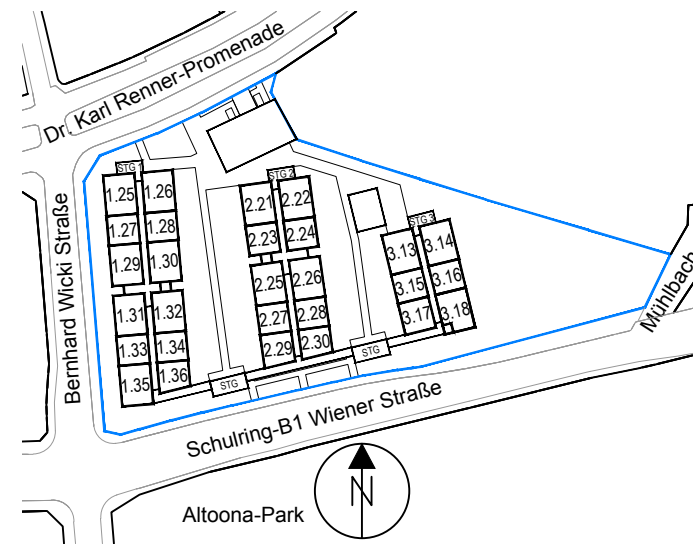 Dr. Karl Renner-Promenade
Bernhard Wicki Straße
STG 1
1.25 1.26
1.27 1.28
1.29 1.30
1.31 1.32
1.33 1.34
1.35 1.36
STG 2
2.21 2.22
2.23 2.24
2.25 2.26
2.27 2.28
2.29 2.30
STG 3
3.13 3.14
3.15 3.16
3.17 3.18
STG
STG
Mühlbach
Schulring-B1 Wiener Straße
Altoona-Park
N